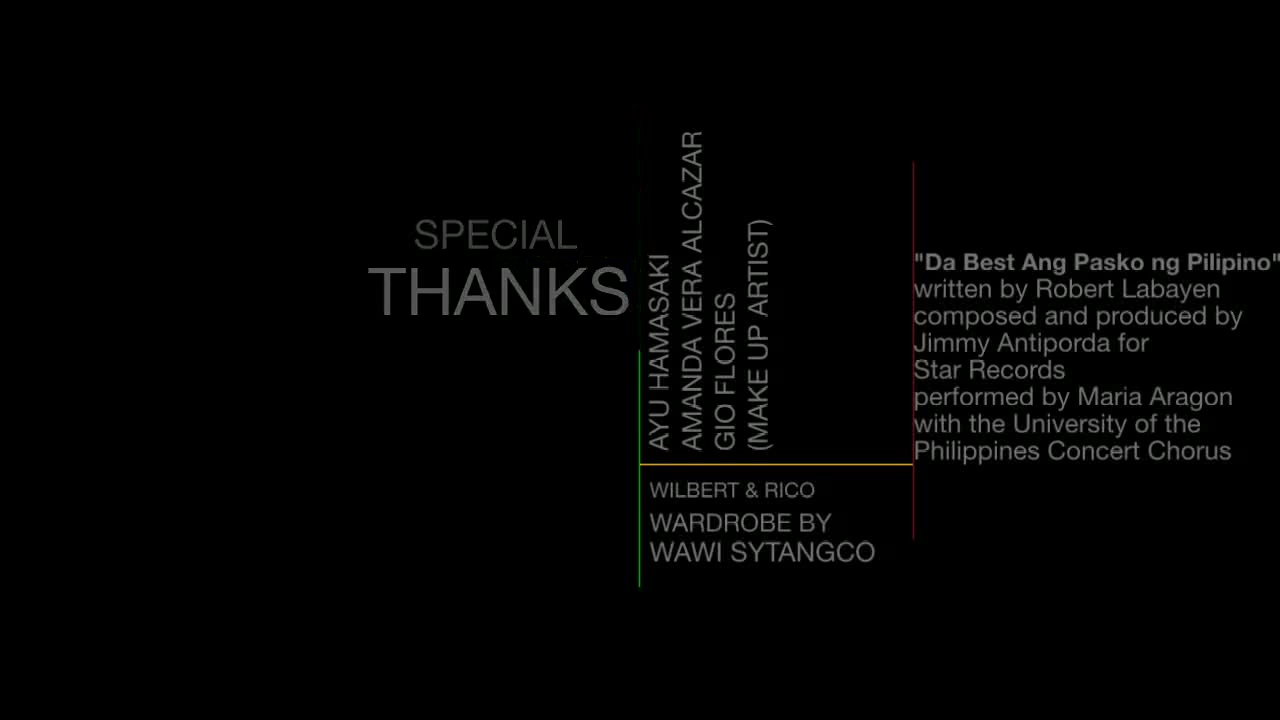 SPECIAL
THANKS
AYU HAMASAKI
AMANDA VERA ALCAZAR
GIO FLORES
(MAKE UP ARTIST)
WILBERT & RICO
WARDROBE BY
WAWI SYTANGCO
"Da Best Ang Pasko ng Pilipino"
written by Robert Labayen
composed and produced by
Jimmy Antiporda for
Star Records
performed by Maria Aragon
with the University of the
Philippines Concert Chorus